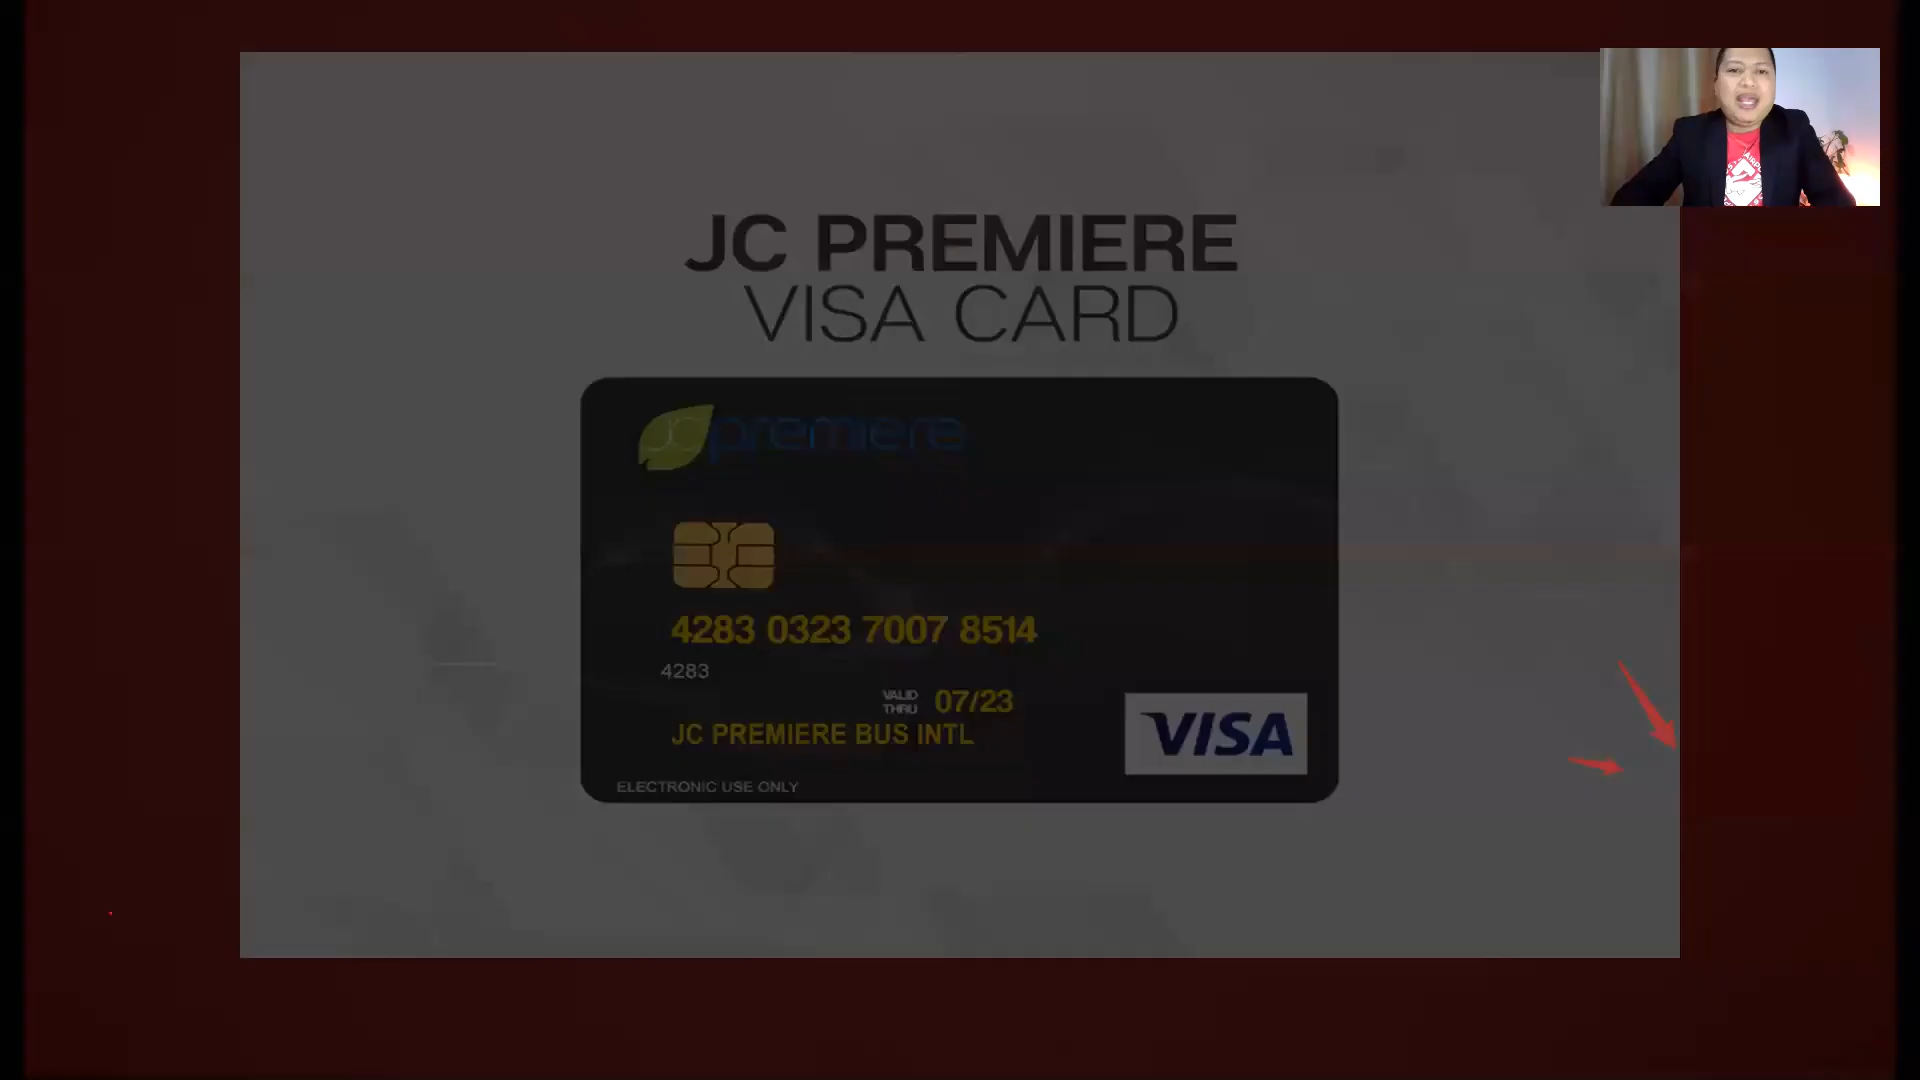 JC PREMIERE
VISA CARD
JC premiere
4283 0323 7007 8514
4283
VALID THRU 07/23
JC PREMIERE BUS INTL
VISA
ELECTRONIC USE ONLY